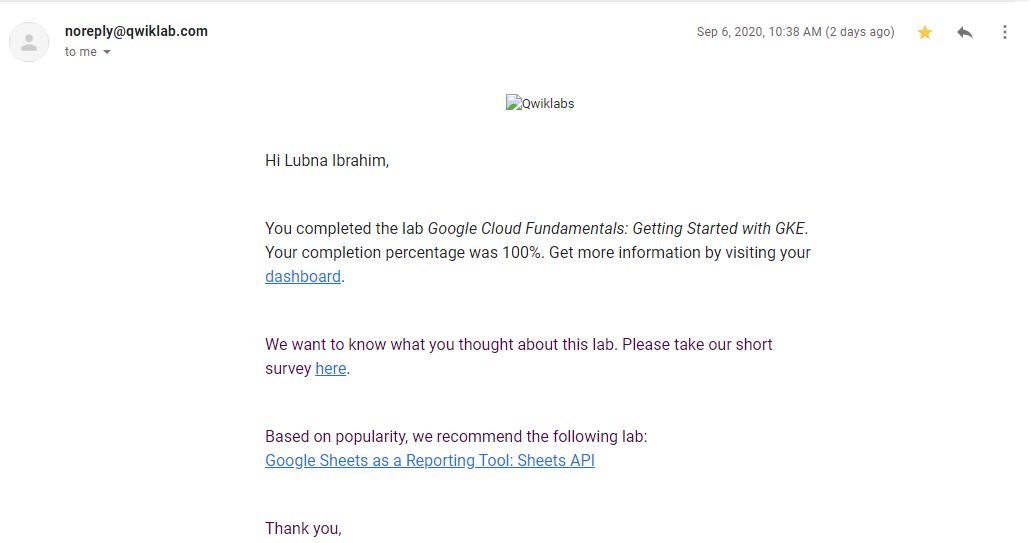 noreply@qwiklab.com
Sep 6, 2020, 10:38 AM (2 days ago)
to me
Qwiklabs
Hi Lubna Ibrahim,
You completed the lab Google Cloud Fundamentals: Getting Started with GKE.
Your completion percentage was 100%. Get more information by visiting your
dashboard.
We want to know what you thought about this lab. Please take our short
survey here.
Based on popularity, we recommend the following lab:
Google Sheets as a Reporting Tool: Sheets API
Thank you,